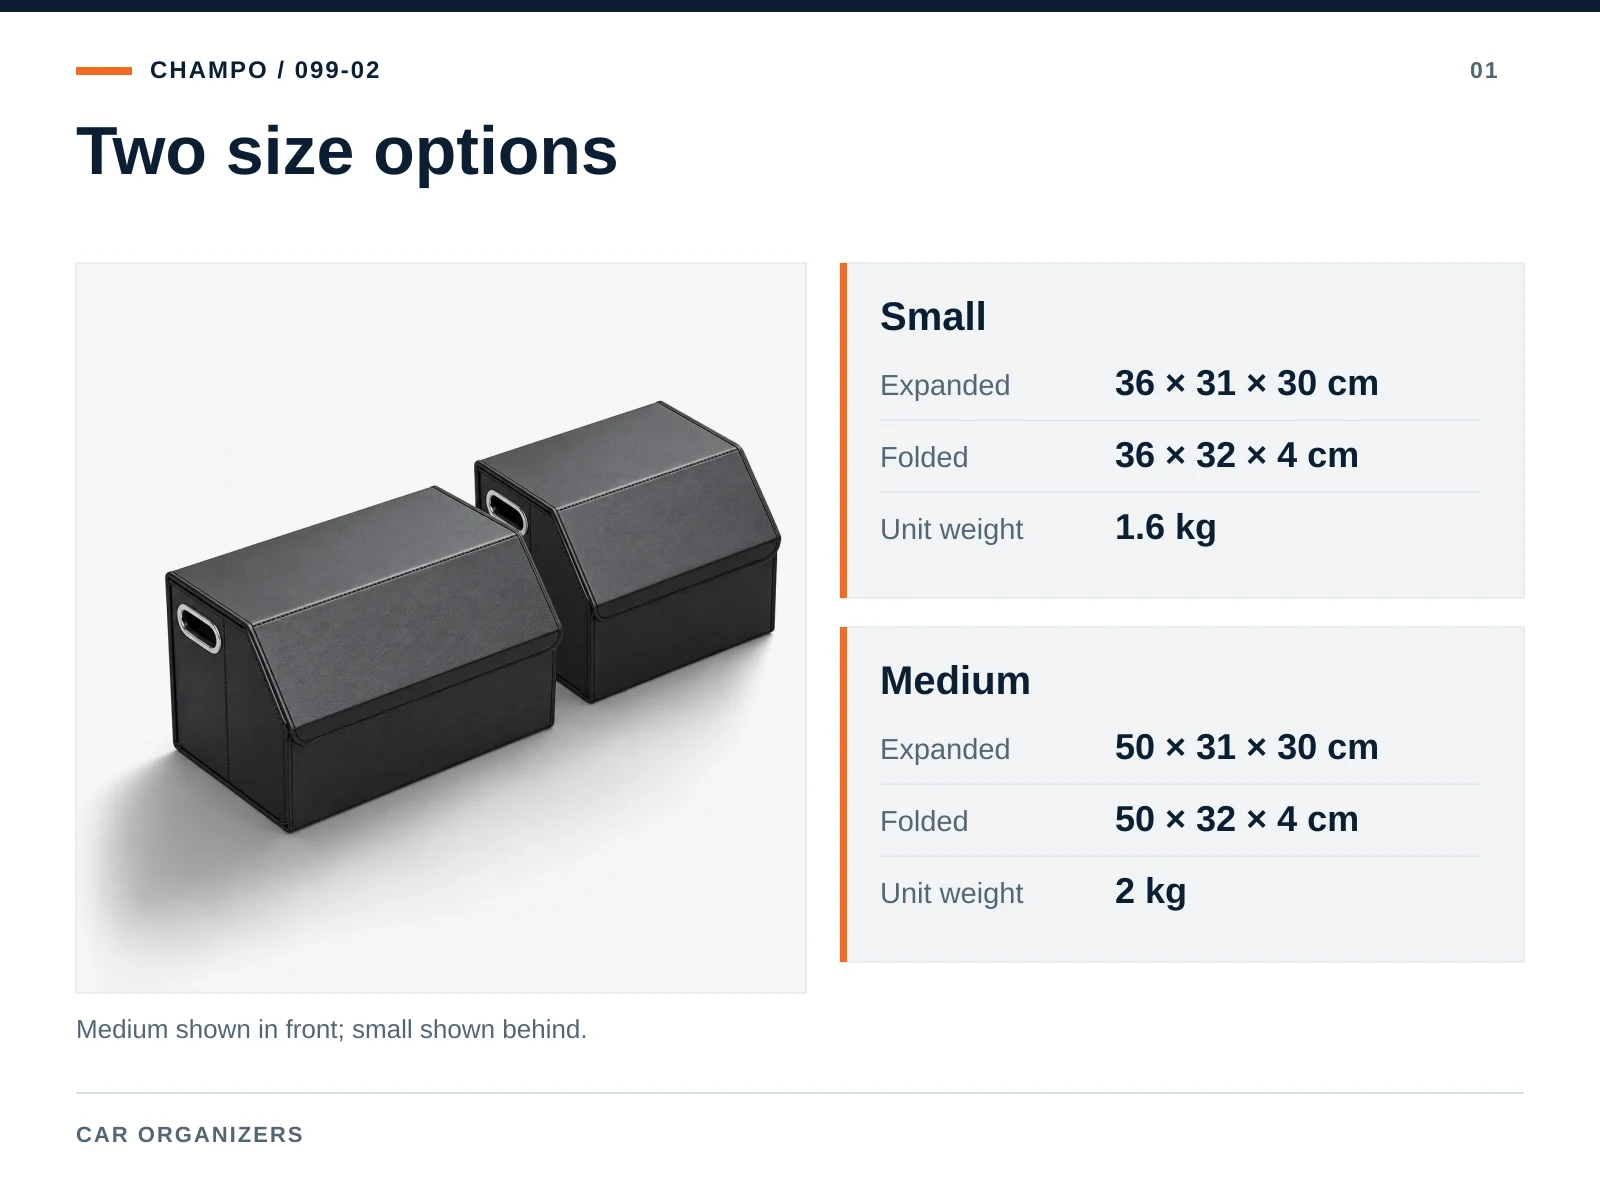 CHAMPO / 099-02
01
Two size options
Small
Expanded 36 × 31 × 30 cm
Folded 36 × 32 × 4 cm
Unit weight 1.6 kg
Medium
Expanded 50 × 31 × 30 cm
Folded 50 × 32 × 4 cm
Unit weight 2 kg
Medium shown in front; small shown behind.
CAR ORGANIZERS